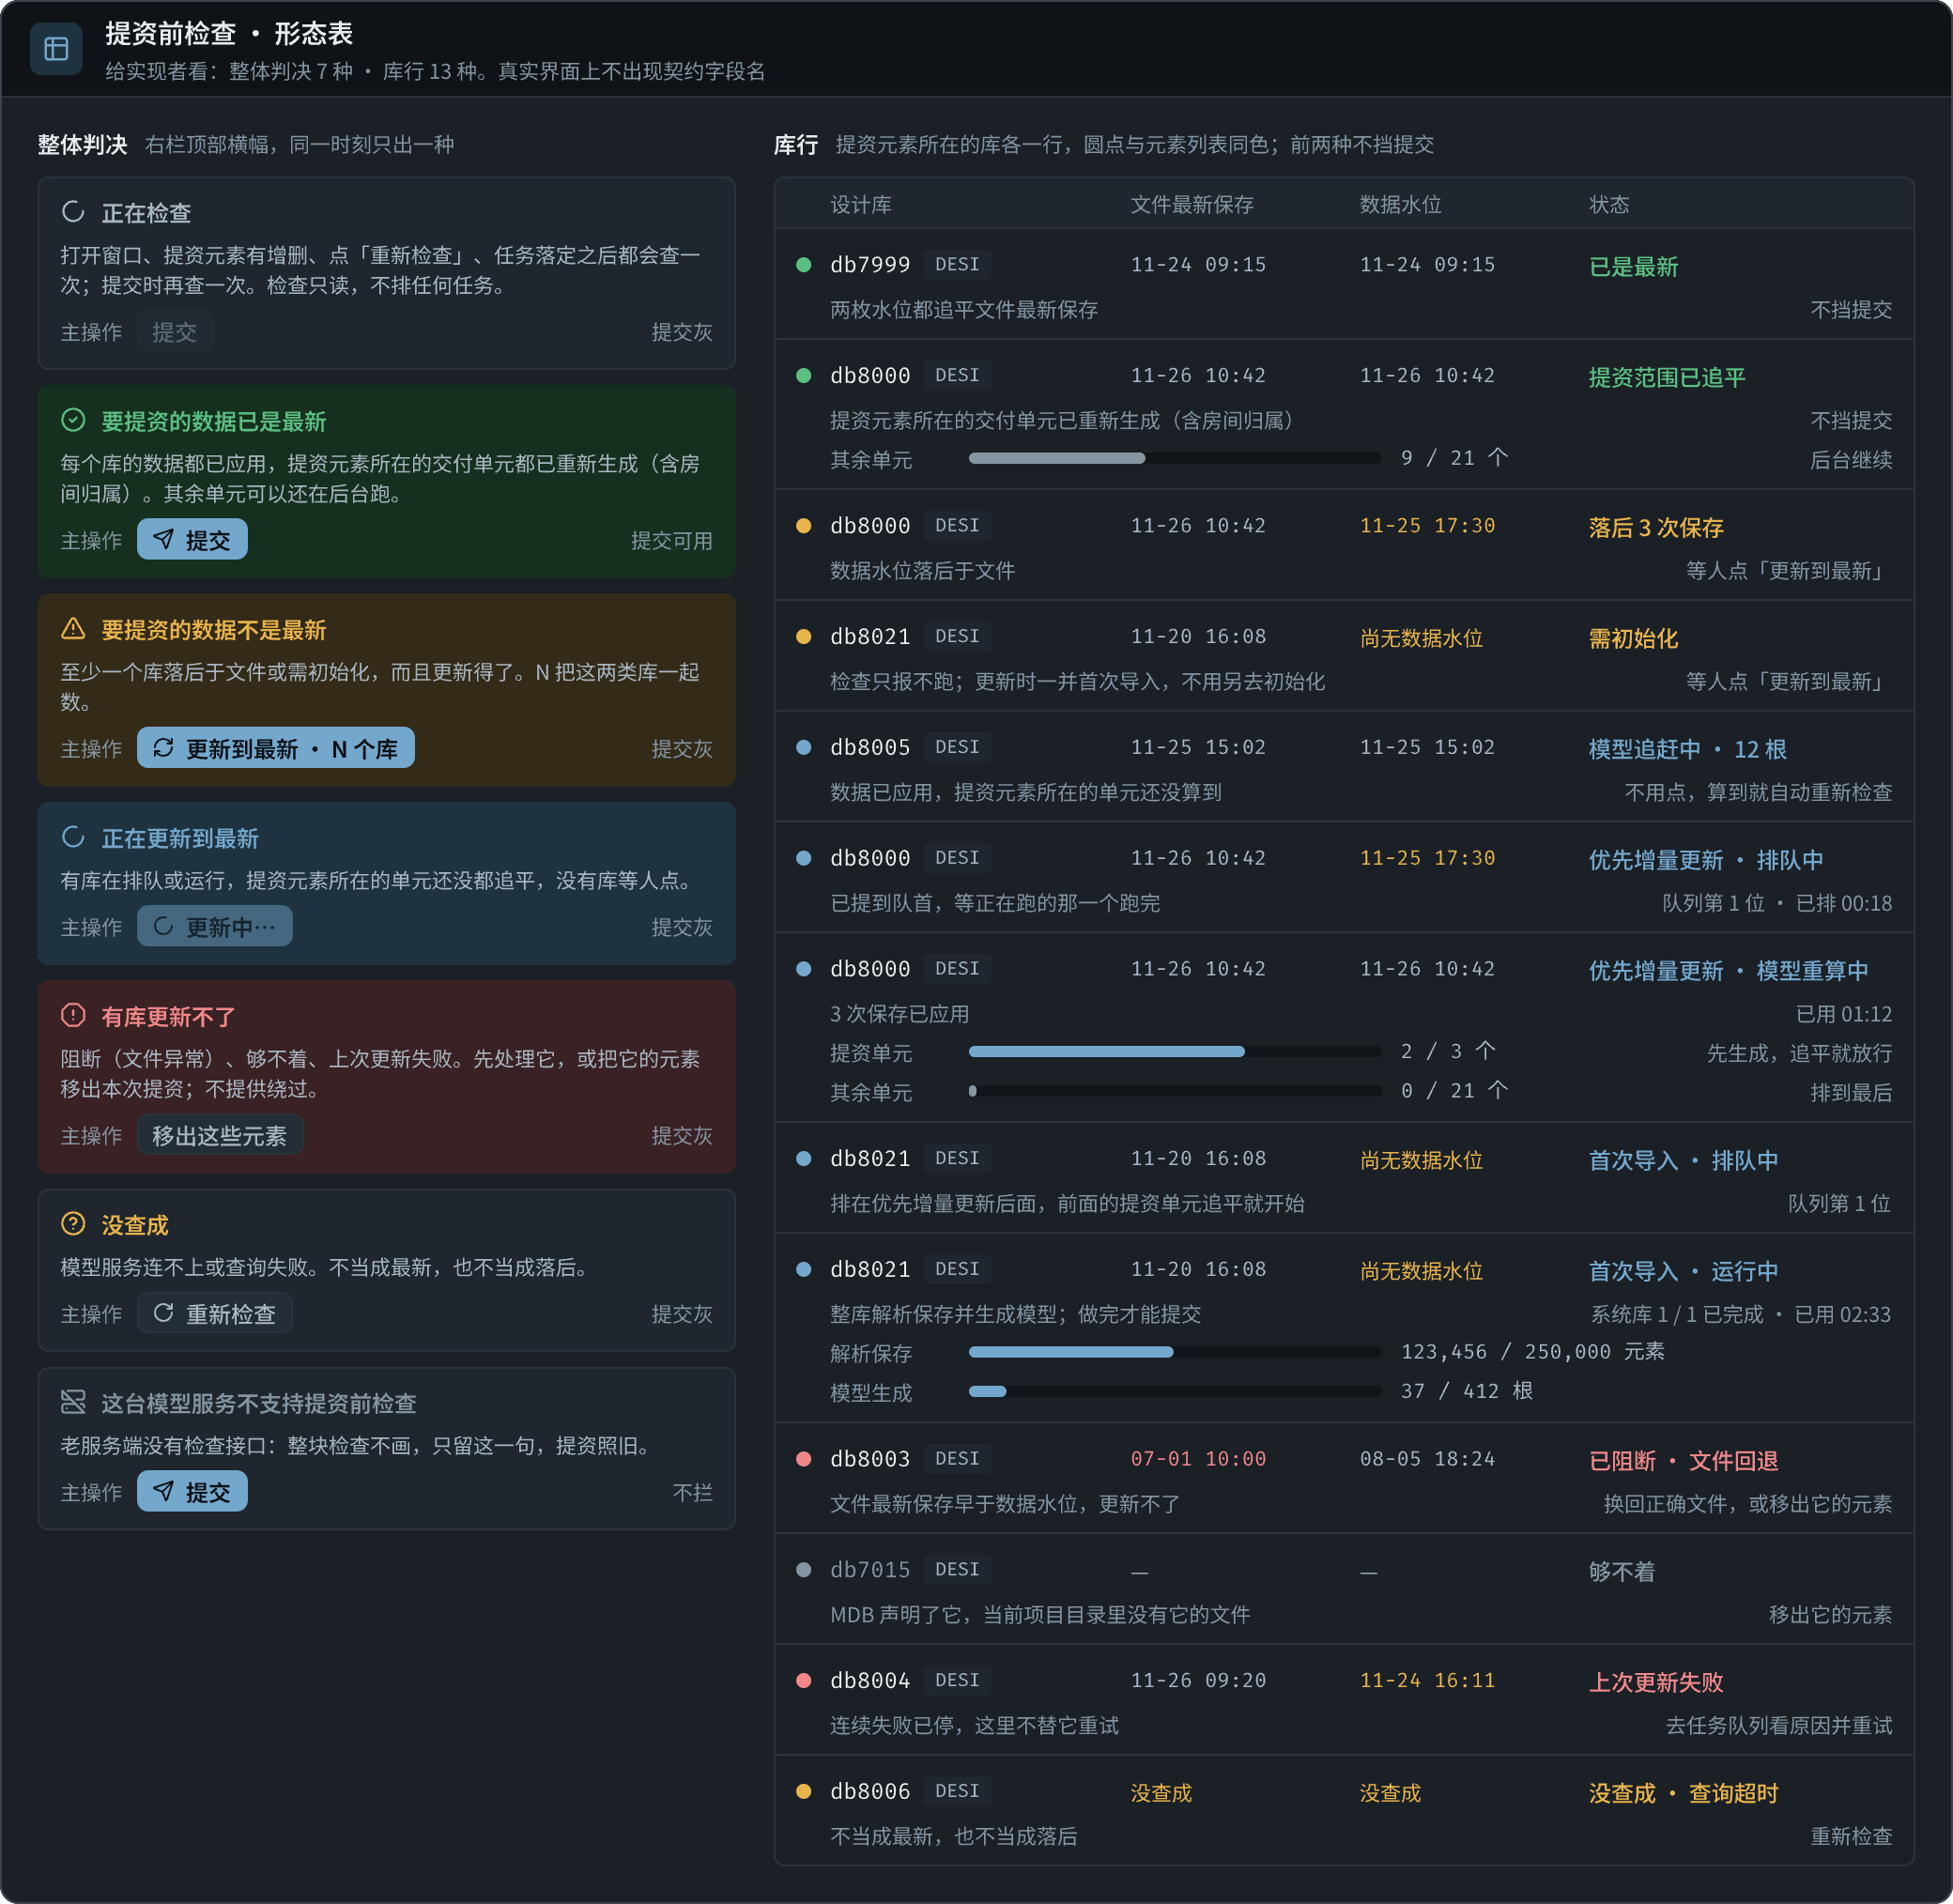 提资前检查 · 形态表
给实现者看：整体判决 7 种 · 库行 13 种。真实界面上不出现契约字段名
整体判决 右栏顶部横幅，同一时刻只出一种
正在检查
打开窗口、提资元素有增删、点「重新检查」、任务落定之后都会查一
次；提交时再查一次。检查只读，不排任何任务。
主操作 提交 提交灰
要提资的数据已是最新
每个库的数据都已应用，提资元素所在的交付单元都已重新生成（含房
间归属）。其余单元可以还在后台跑。
主操作 提交 提交可用
要提资的数据不是最新
至少一个库落后于文件或需初始化，而且更新得了。N 把这两类库一起
数。
主操作 更新到最新 · N 个库 提交灰
正在更新到最新
有库在排队或运行，提资元素所在的单元还没都追平，没有库等人点。
主操作 更新中… 提交灰
有库更新不了
阻断（文件异常）、够不着、上次更新失败。先处理它，或把它的元素
移出本次提资；不提供绕过。
主操作 移出这些元素 提交灰
没查成
模型服务连不上或查询失败。不当成最新，也不当成落后。
主操作 重新检查 提交灰
这台模型服务不支持提资前检查
老服务端没有检查接口：整块检查不画，只留这一句，提资照旧。
主操作 提交 不拦
库行 提资元素所在的库各一行，圆点与元素列表同色；前两种不挡提交
设计库 文件最新保存 数据水位 状态
db7999 DESI 11-24 09:15 11-24 09:15 已是最新
两枚水位都追平文件最新保存 不挡提交
db8000 DESI 11-26 10:42 11-26 10:42 提资范围已追平
提资元素所在的交付单元已重新生成（含房间归属） 不挡提交
其余单元 9 / 21 个 后台继续
db8000 DESI 11-26 10:42 11-25 17:30 落后 3 次保存
数据水位落后于文件 等人点「更新到最新」
db8021 DESI 11-20 16:08 尚无数据水位 需初始化
检查只报不跑；更新时一并首次导入，不用另去初始化 等人点「更新到最新」
db8005 DESI 11-25 15:02 11-25 15:02 模型追赶中 · 12 根
数据已应用，提资元素所在的单元还没算到 不用点，算到就自动重新检查
db8000 DESI 11-26 10:42 11-25 17:30 优先增量更新 · 排队中
已提到队首，等正在跑的那一个跑完 队列第 1 位 · 已排 00:18
db8000 DESI 11-26 10:42 11-26 10:42 优先增量更新 · 模型重算中
3 次保存已应用 已用 01:12
提资单元 2 / 3 个 先生成，追平就放行
其余单元 0 / 21 个 排到最后
db8021 DESI 11-20 16:08 尚无数据水位 首次导入 · 排队中
排在优先增量更新后面，前面的提资单元追平就开始 队列第 1 位
db8021 DESI 11-20 16:08 尚无数据水位 首次导入 · 运行中
整库解析保存并生成模型；做完才能提交 系统库 1 / 1 已完成 · 已用 02:33
解析保存 123,456 / 250,000 元素
模型生成 37 / 412 根
db8003 DESI 07-01 10:00 08-05 18:24 已阻断 · 文件回退
文件最新保存早于数据水位，更新不了 换回正确文件，或移出它的元素
db7015 DESI — — 够不着
MDB 声明了它，当前项目目录里没有它的文件 移出它的元素
db8004 DESI 11-26 09:20 11-24 16:11 上次更新失败
连续失败已停，这里不替它重试 去任务队列看原因并重试
db8006 DESI 没查成 没查成 没查成 · 查询超时
不当成最新，也不当成落后 重新检查